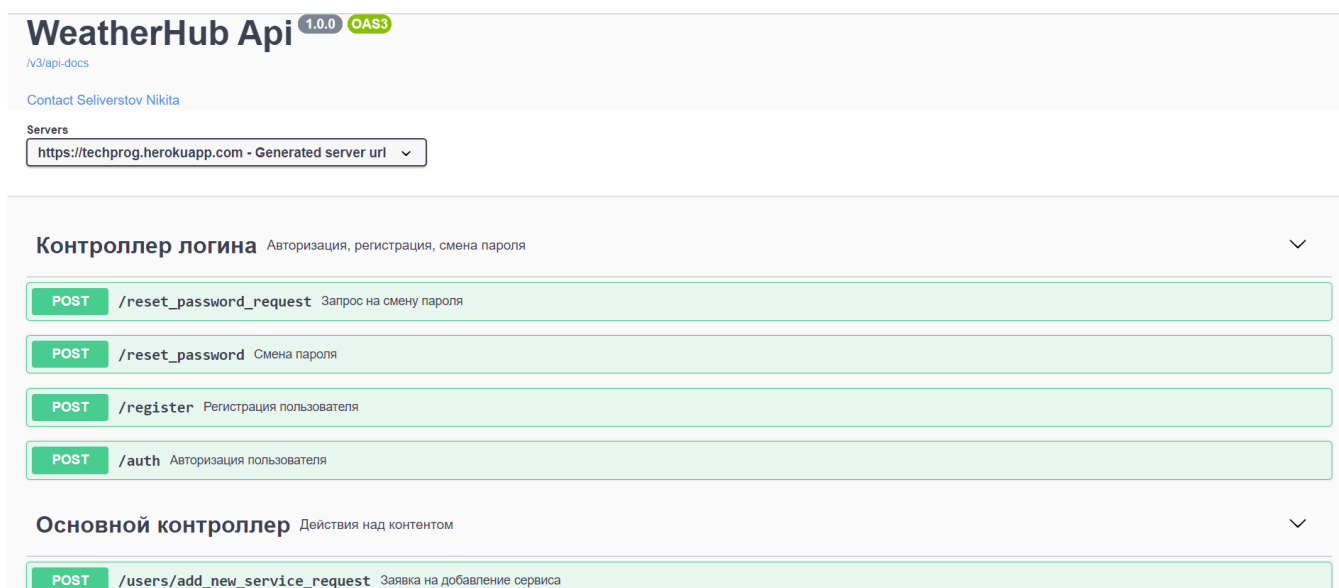 WeatherHub Api 1.0.0 OAS3
/v3/api-docs
Contact Seliverstov Nikita
Servers
https://techprog.herokuapp.com - Generated server url
Контроллер логина Авторизация, регистрация, смена пароля
POST /reset_password_request Запрос на смену пароля
POST /reset_password Смена пароля
POST /register Регистрация пользователя
POST /auth Авторизация пользователя
Основной контроллер Действия над контентом
POST /users/add_new_service_request Заявка на добавление сервиса